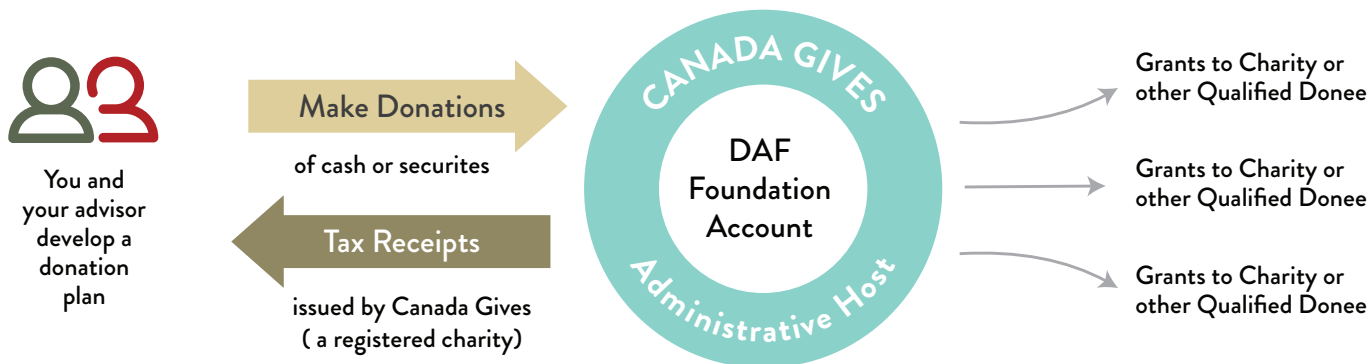 You and
your advisor
develop a
donation
plan
Make Donations
of cash or securites
Tax Receipts
issued by Canada Gives
( a registered charity)
CANADA GIVES
DAF
Foundation
Account
Administrative Host
Grants to Charity or
other Qualified Donee
Grants to Charity or
other Qualified Donee
Grants to Charity or
other Qualified Donee